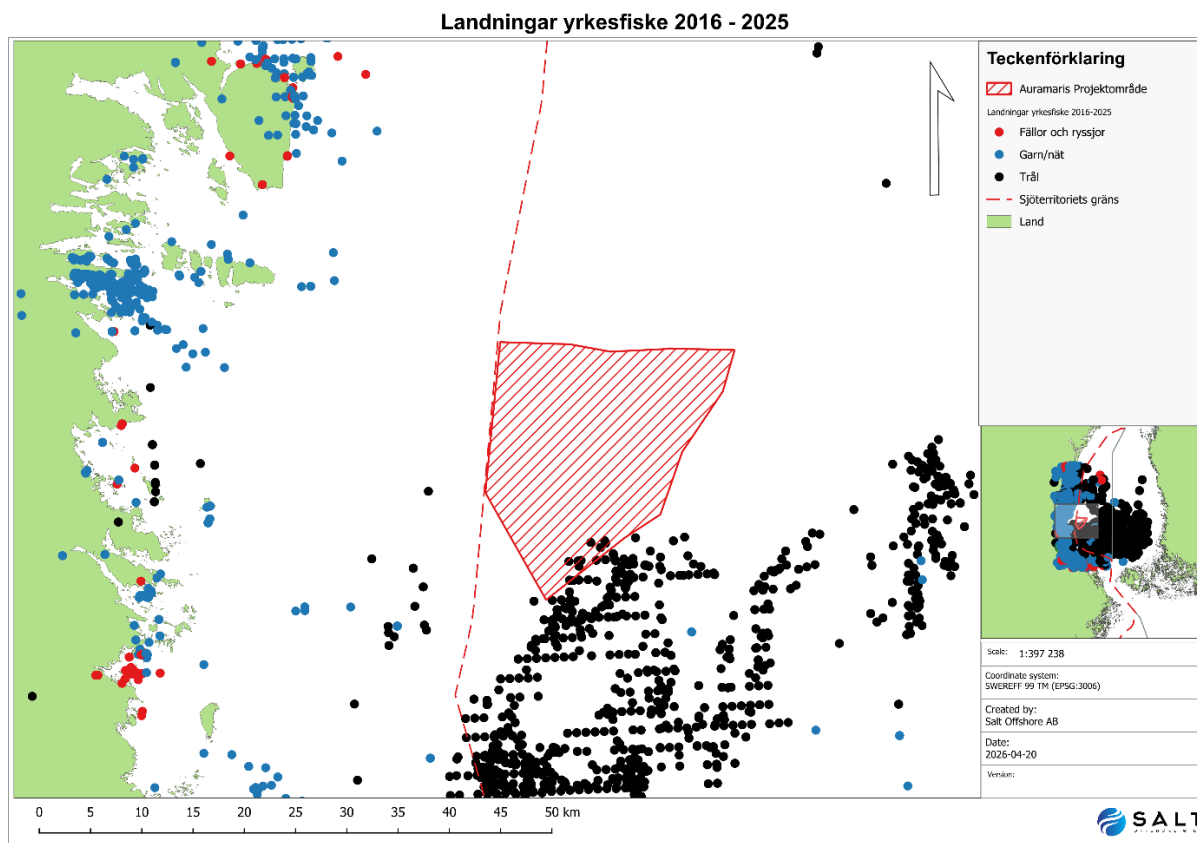 Landningar yrkesfiske 2016 - 2025
Teckenförklaring
Auramaris Projektområde
Landningar yrkesfiske 2016-2025
Fällor och ryssjor
Garn/nät
Trål
Sjöterritoriets gräns
Land
Scale: 1:397 238
Coordinate system:
SWEREFF 99 TM (EPSG:3006)
Created by:
Salt Offshore AB
Date:
2026-04-20
Version:
0 5 10 15 20 25 30 35 40 45 50 km
SALT